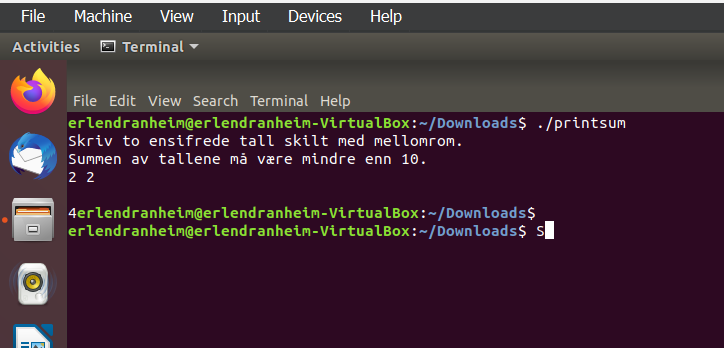 File Machine View Input Devices Help
Activities Terminal
File Edit View Search Terminal Help
erlendranheim@erlendranheim-VirtualBox:~/Downloads$ ./printsum
Skriv to ensifrede tall skilt med mellomrom.
Summen av tallene må være mindre enn 10.
2 2
4erlendranheim@erlendranheim-VirtualBox:~/Downloads$
erlendranheim@erlendranheim-VirtualBox:~/Downloads$ S